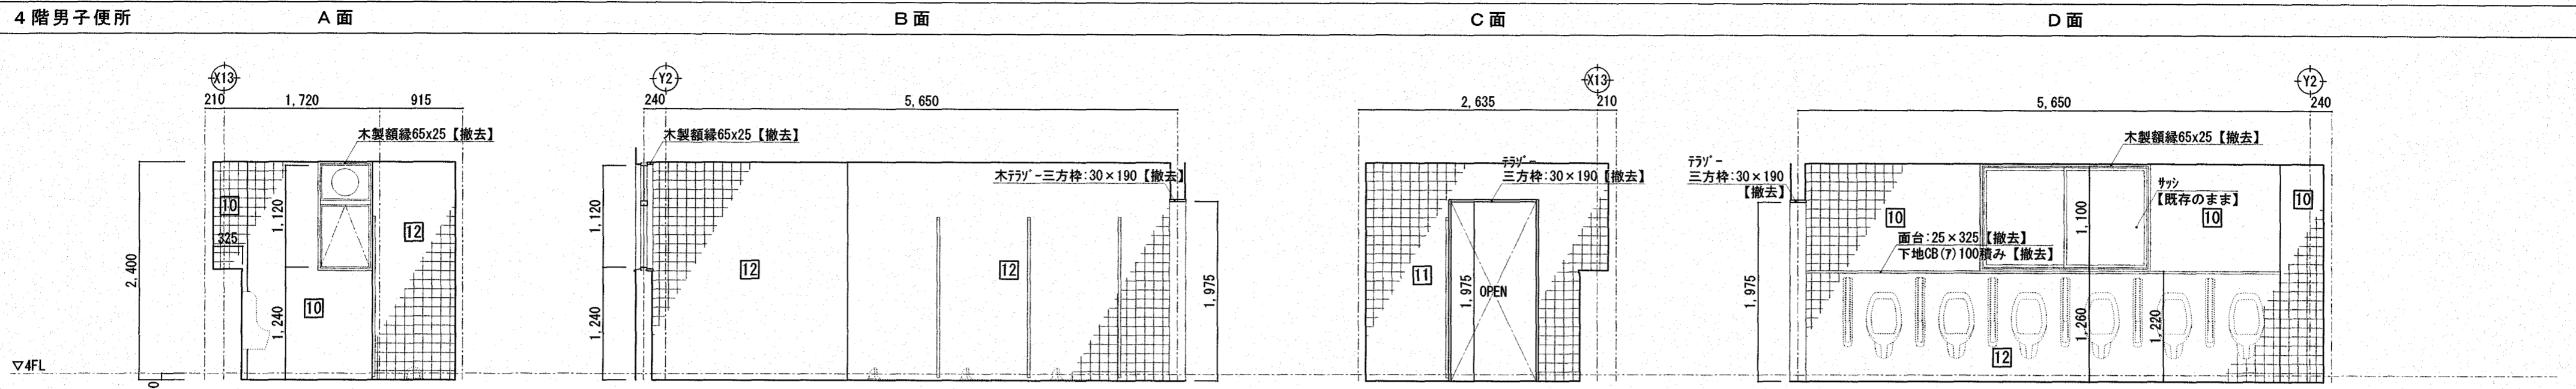 4階男子便所
A面
B面
C面
D面
X13
210
1,720
915
木製額縁65x25【撤去】
10
325
1,120
12
2,400
10
1,240
▽4FL
0
Y2
240
5,650
木製額縁65x25【撤去】
木ﾃﾗｿﾞｰ三方枠:30×190【撤去】
1,120
12
12
1,240
1,975
X13
2,635
210
ﾃﾗｿﾞｰ
三方枠:30×190【撤去】
11
1,975
OPEN
Y2
5,650
240
木製額縁65x25【撤去】
ﾃﾗｿﾞｰ
三方枠:30×190
【撤去】
ｻｯｼ
【既存のまま】
10
1,100
10
10
面台:25×325【撤去】
下地CB(ｱ)100積み【撤去】
1,975
1,260
1,220
12